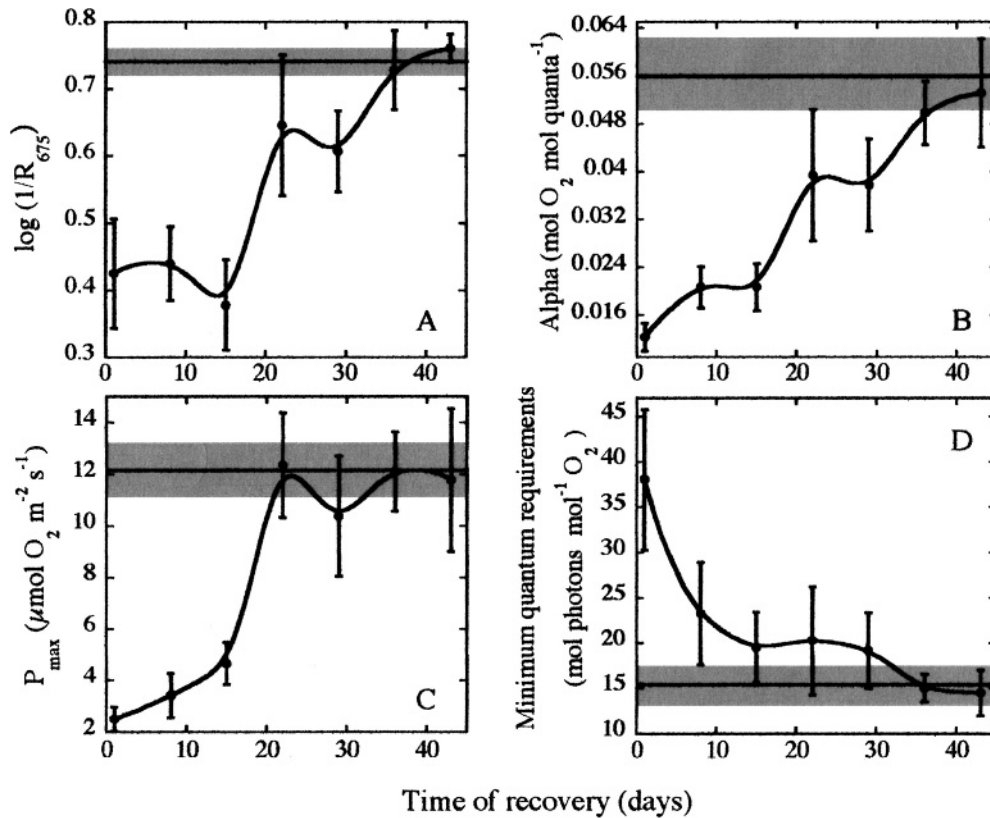 log (1/R675)
0.8
0.7
0.6
0.5
0.4
0.3
0 10 20 30 40
A
Alpha (mol O2 mol quanta-1)
0.064
0.056
0.048
0.04
0.032
0.024
0.016
0 10 20 30 40
B
Pmax (µmol O2 m-2 s-1)
14
12
10
8
6
4
2
0 10 20 30 40
C
Minimum quantum requirements
(mol photons mol-1 O2)
45
40
35
30
25
20
15
10
0 10 20 30 40
D
Time of recovery (days)